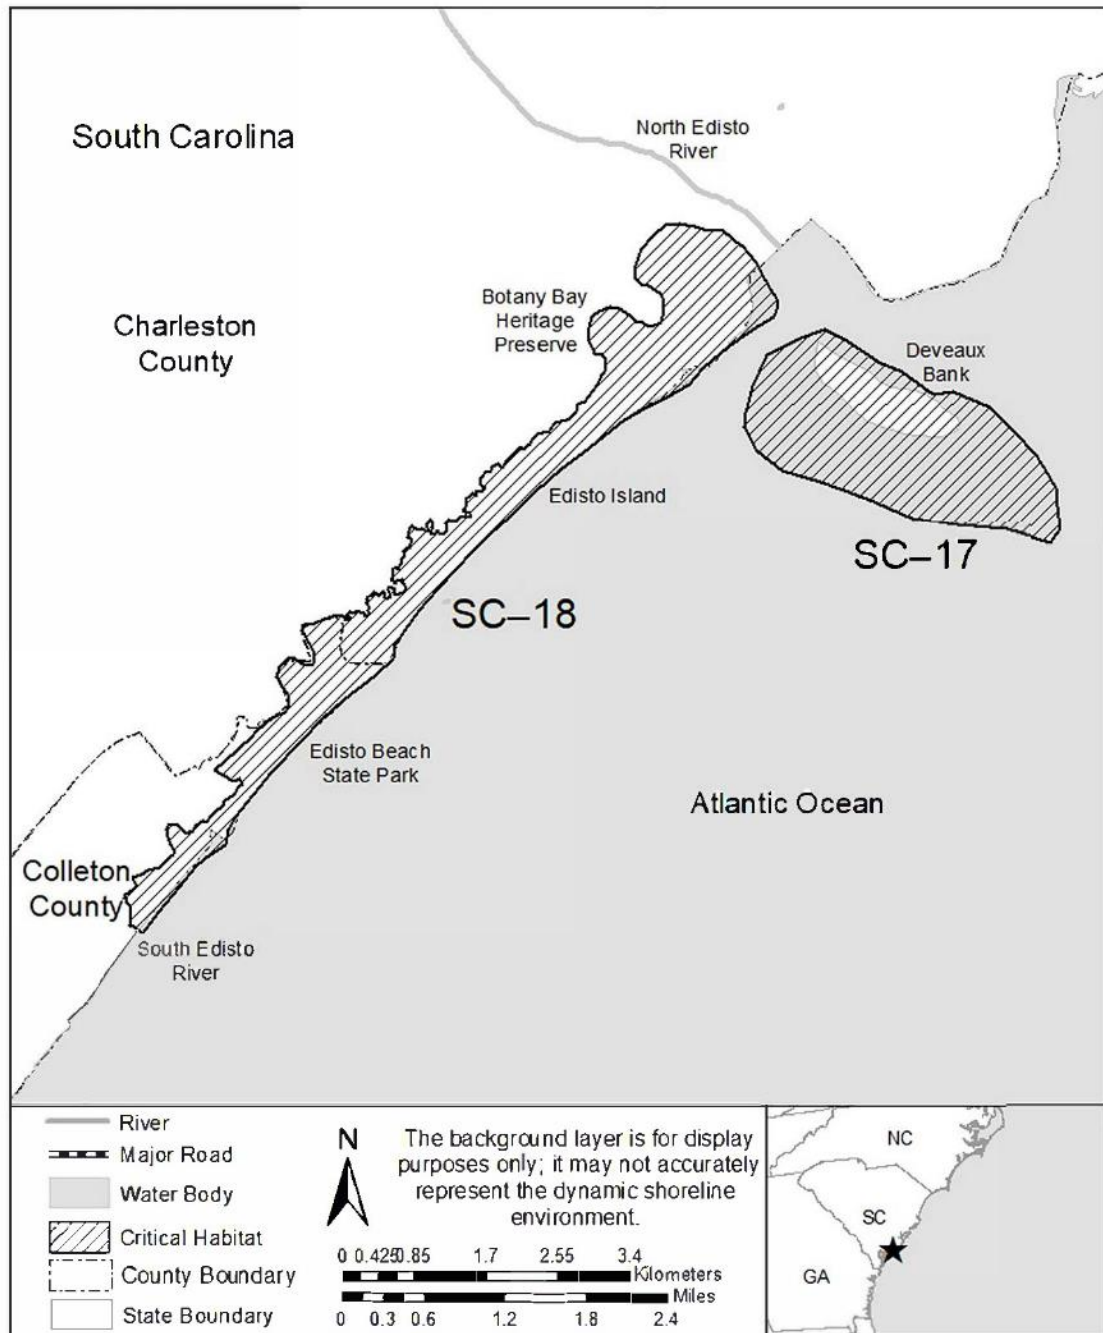 South Carolina
North Edisto
River
Botany Bay
Heritage
Preserve
Charleston
County
Deveaux
Bank
Edisto Island
SC–17
SC–18
Edisto Beach
State Park
Atlantic Ocean
Colleton
County
South Edisto
River
River
Major Road
Water Body
Critical Habitat
County Boundary
State Boundary
N
The background layer is for display
purposes only; it may not accurately
represent the dynamic shoreline
environment.
0 0.425 0.85 1.7 2.55 3.4
Kilometers
Miles
0 0.3 0.6 1.2 1.8 2.4
NC
SC
GA